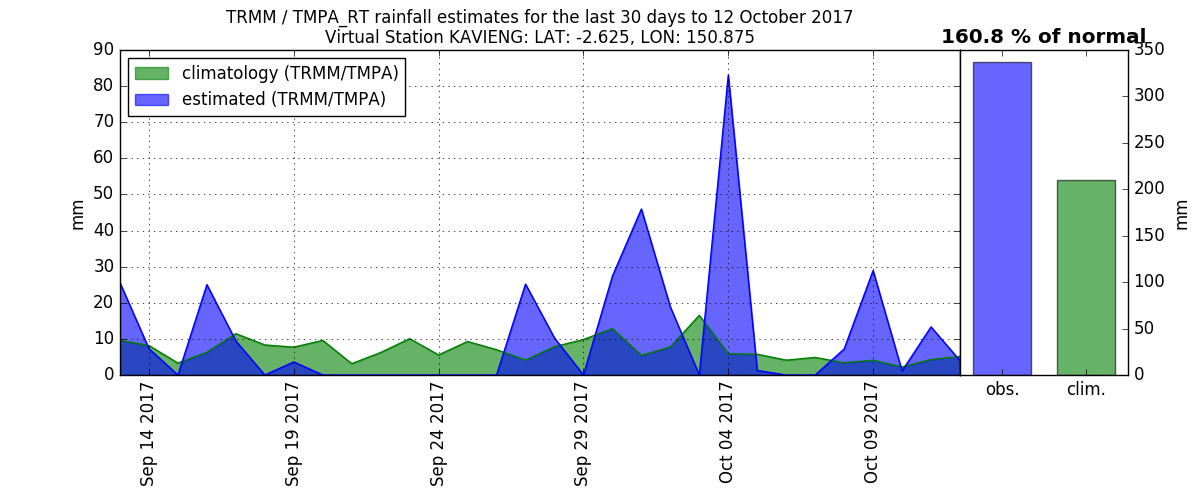 TRMM / TMPA_RT rainfall estimates for the last 30 days to 12 October 2017
Virtual Station KAVIENG: LAT: -2.625, LON: 150.875
160.8 % of normal
climatology (TRMM/TMPA)
estimated (TRMM/TMPA)
90
80
70
60
50
40
30
20
10
0
mm
Sep 14 2017
Sep 19 2017
Sep 24 2017
Sep 29 2017
Oct 04 2017
Oct 09 2017
350
300
250
200
150
100
50
0
mm
obs.
clim.